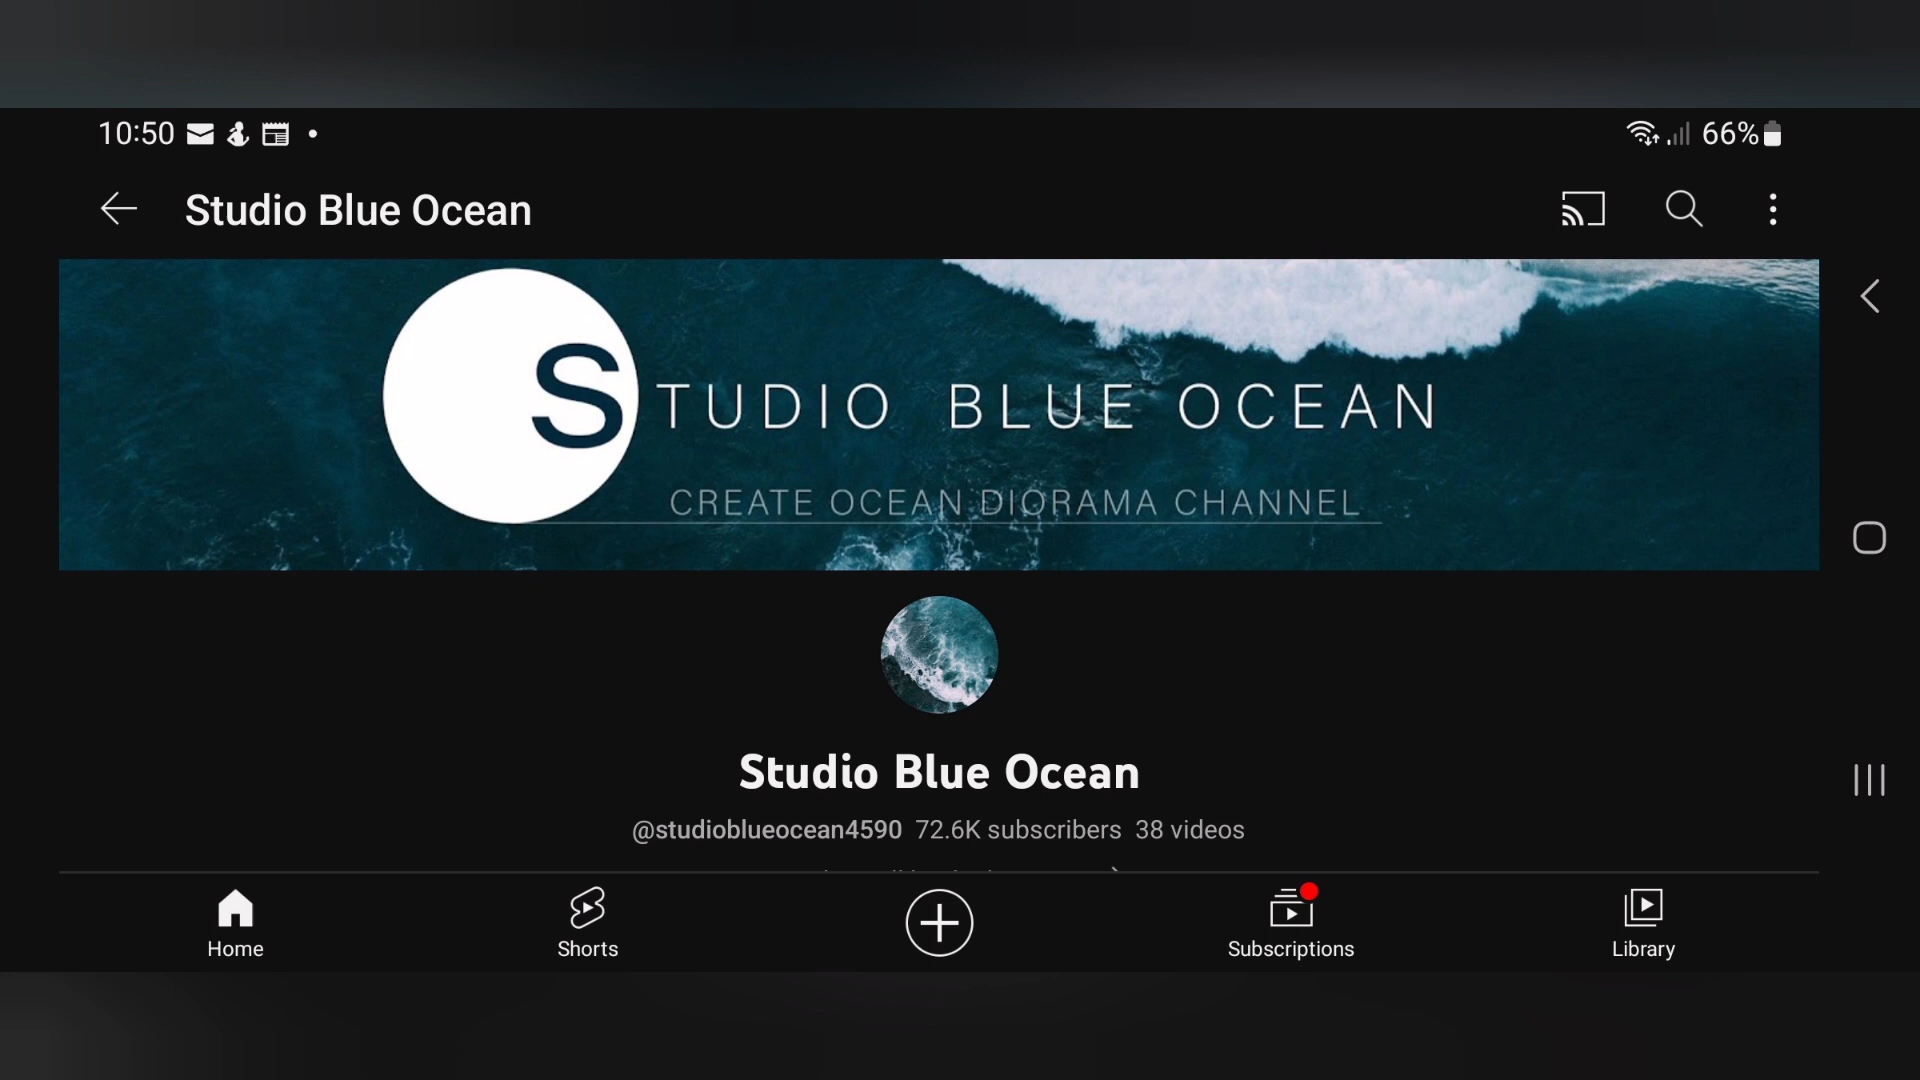 10:50
66%
Studio Blue Ocean
STUDIO BLUE OCEAN
CREATE OCEAN DIORAMA CHANNEL
Studio Blue Ocean
@studioblueocean4590 72.6K subscribers 38 videos
Home Shorts Subscriptions Library